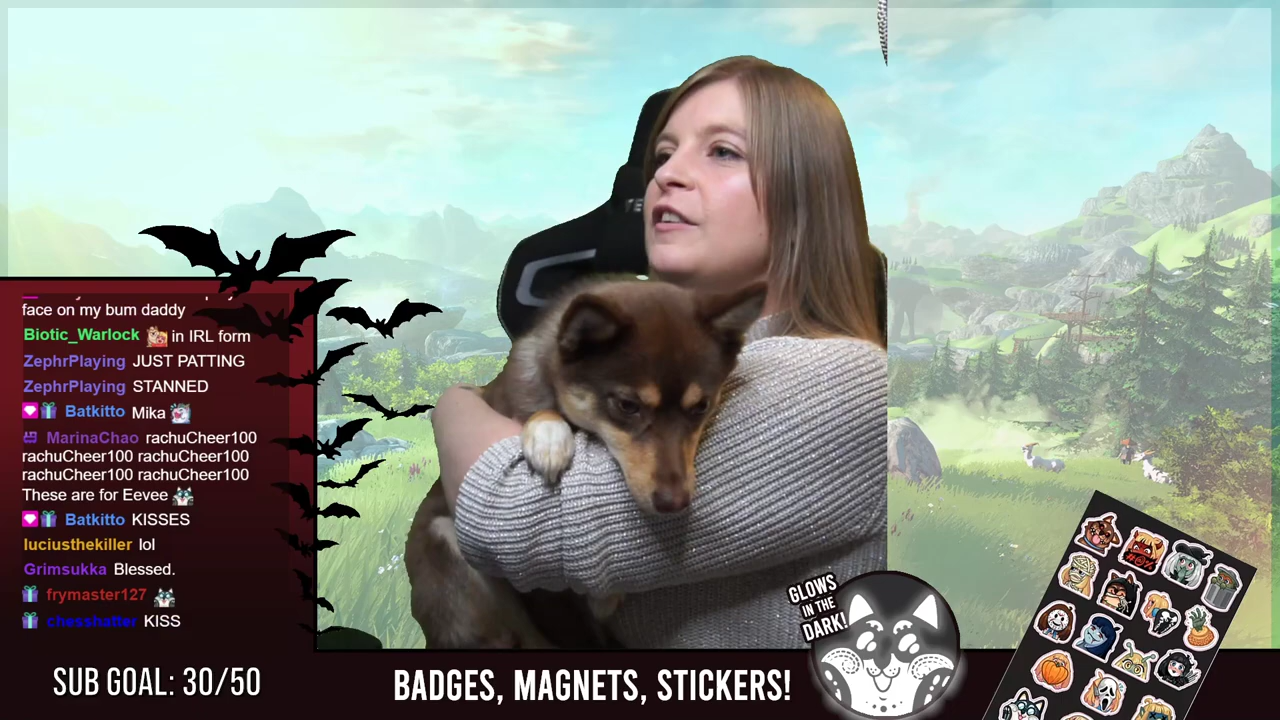 face on my bum daddy
Biotic_Warlock in IRL form
ZephrPlaying JUST PATTING
ZephrPlaying STANNED
Batkitto Mika
MarinaChao rachuCheer100
rachuCheer100 rachuCheer100
rachuCheer100 rachuCheer100
These are for Eevee
Batkitto KISSES
luciusthekiller lol
Grimsukka Blessed.
frymaster127
chesshatter KISS
SUB GOAL: 30/50
BADGES, MAGNETS, STICKERS!
GLOWS
IN THE
DARK!